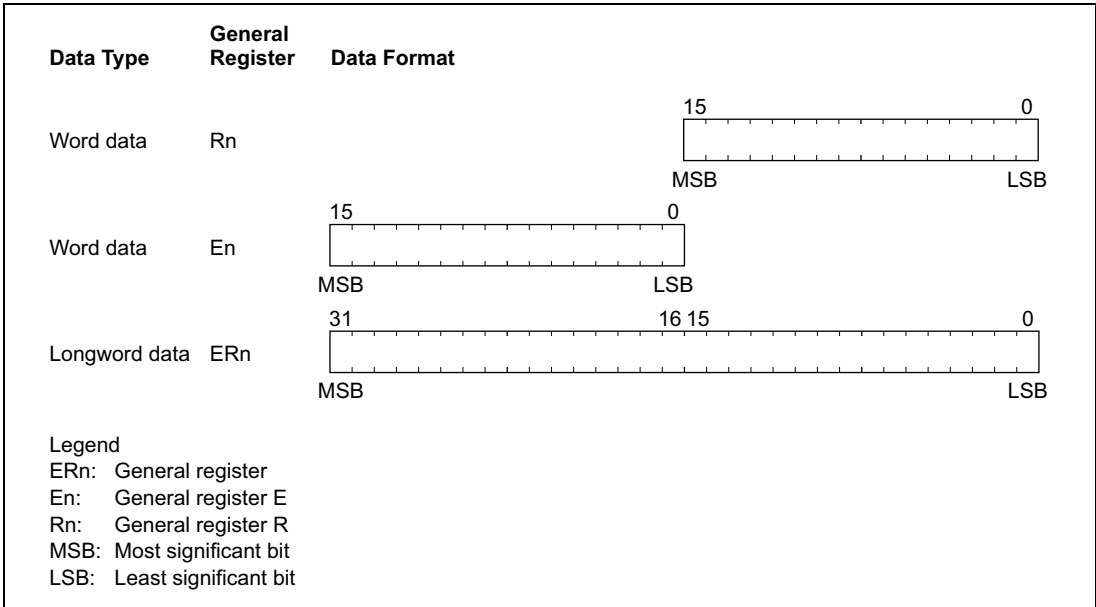 Data Type General Register Data Format
15 0
Word data Rn
MSB LSB
15 0
Word data En
MSB LSB
31 16 15 0
Longword data ERn
MSB LSB
Legend
ERn: General register
En: General register E
Rn: General register R
MSB: Most significant bit
LSB: Least significant bit